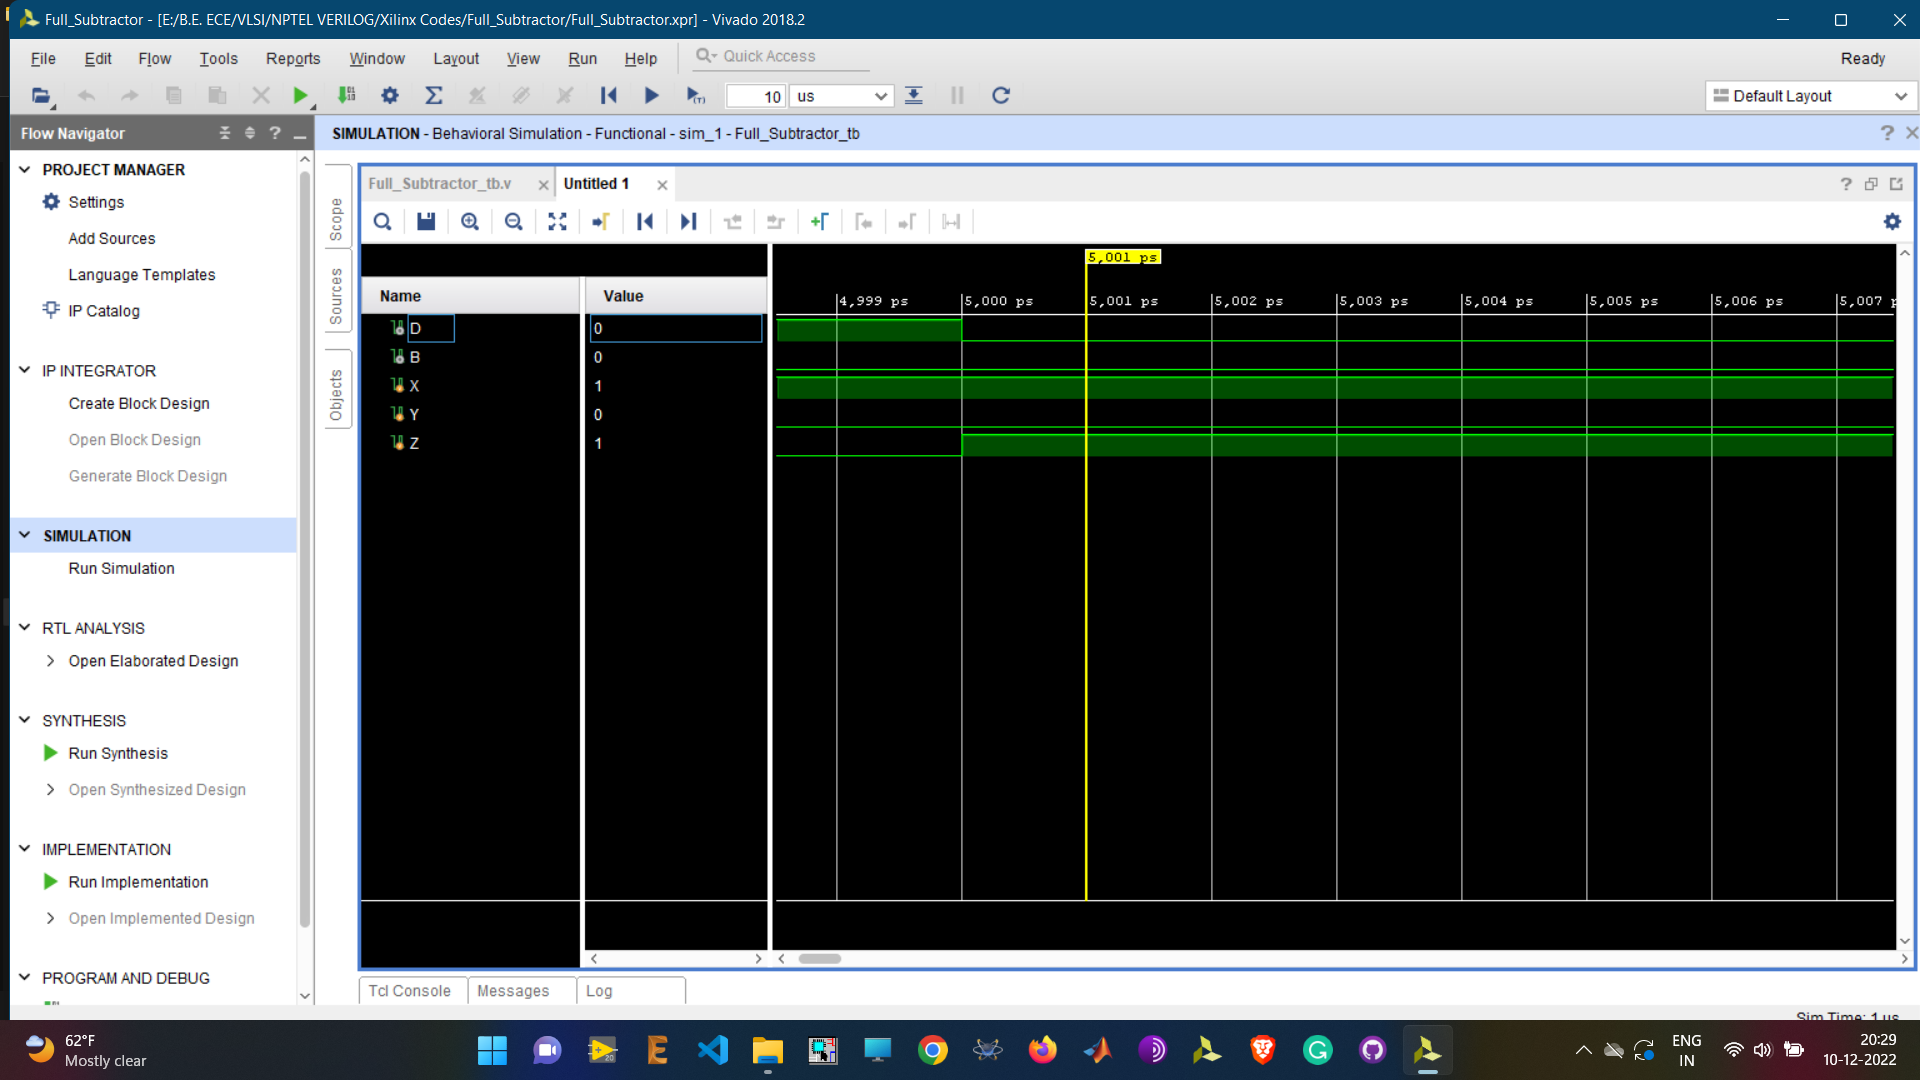 Full_Subtractor - [E:/B.E. ECE/VLSI/NPTEL VERILOG/Xilinx Codes/Full_Subtractor/Full_Subtractor.xpr] - Vivado 2018.2
File Edit Flow Tools Reports Window Layout View Run Help Quick Access Ready
10 us Default Layout
Flow Navigator
SIMULATION - Behavioral Simulation - Functional - sim_1 - Full_Subtractor_tb
PROJECT MANAGER
Settings
Add Sources
Language Templates
IP Catalog
IP INTEGRATOR
Create Block Design
Open Block Design
Generate Block Design
SIMULATION
Run Simulation
RTL ANALYSIS
Open Elaborated Design
SYNTHESIS
Run Synthesis
Open Synthesized Design
IMPLEMENTATION
Run Implementation
Open Implemented Design
PROGRAM AND DEBUG
Scope
Sources
Objects
Full_Subtractor_tb.v Untitled 1
5,001 ps
Name Value
4,999 ps 5,000 ps 5,001 ps 5,002 ps 5,003 ps 5,004 ps 5,005 ps 5,006 ps 5,007 p
D 0
B 0
X 1
Y 0
Z 1
Tcl Console Messages Log
Sim Time: 1 us
62°F
Mostly clear
ENG
IN
20:29
10-12-2022